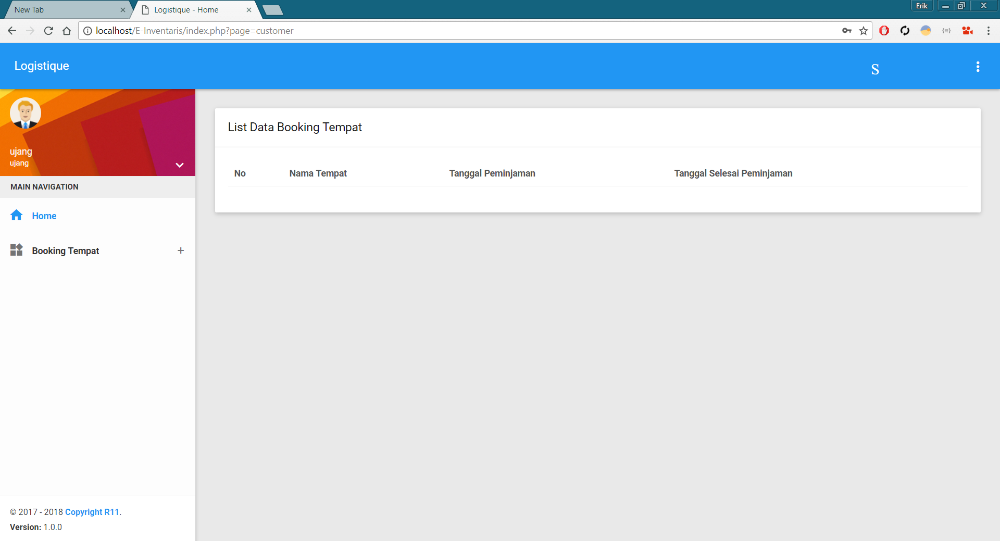 New Tab
Logistique - Home
Erik
localhost/E-Inventaris/index.php?page=customer
Logistique
S
ujang
ujang
MAIN NAVIGATION
Home
Booking Tempat +
List Data Booking Tempat
No Nama Tempat Tanggal Peminjaman Tanggal Selesai Peminjaman
© 2017 - 2018 Copyright R11.
Version: 1.0.0